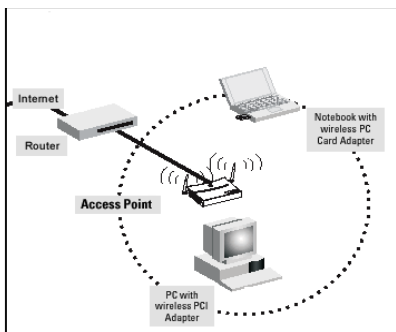 Internet
Router
Access Point
Notebook with
wireless PC
Card Adapter
PC with
wireless PCI
Adapter